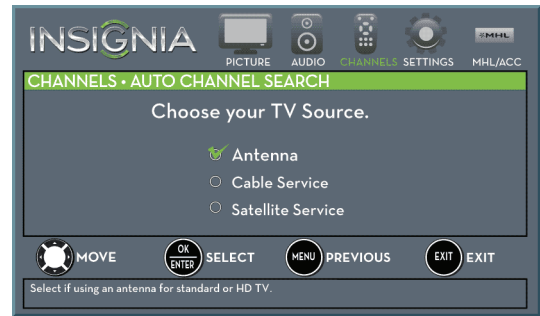 INSIGNIA
PICTURE AUDIO CHANNELS SETTINGS MHL MHL/ACC
CHANNELS • AUTO CHANNEL SEARCH
Choose your TV Source.
Antenna
Cable Service
Satellite Service
MOVE OK ENTER SELECT MENU PREVIOUS EXIT EXIT
Select if using an antenna for standard or HD TV.